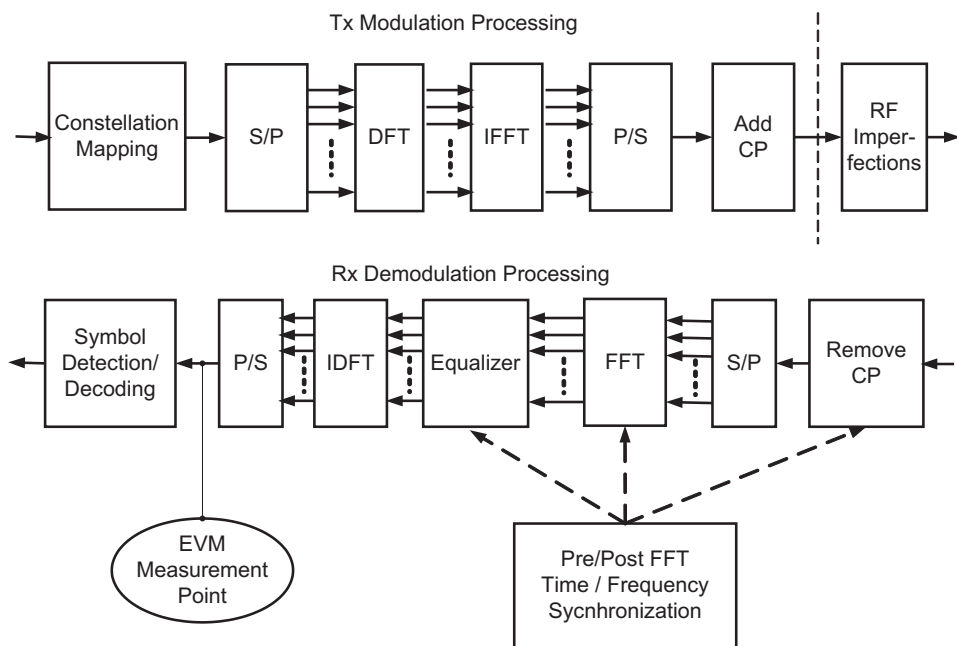 Tx Modulation Processing
Constellation
Mapping
S/P
DFT
IFFT
P/S
Add
CP
RF
Imper-
fections
Rx Demodulation Processing
Symbol
Detection/
Decoding
P/S
IDFT
Equalizer
FFT
S/P
Remove
CP
EVM
Measurement
Point
Pre/Post FFT
Time / Frequency
Sycnhronization